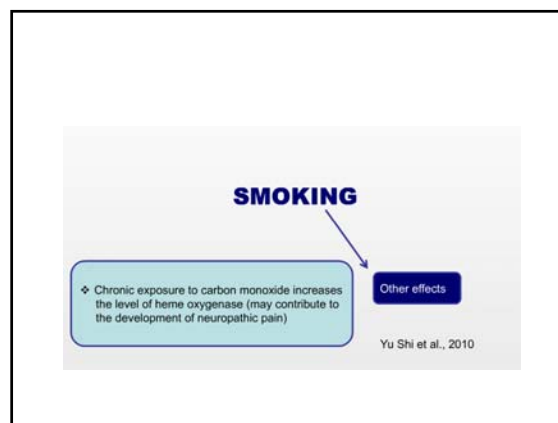 SMOKING
❖ Chronic exposure to carbon monoxide increases
the level of heme oxygenase (may contribute to
the development of neuropathic pain)
Other effects
Yu Shi et al., 2010